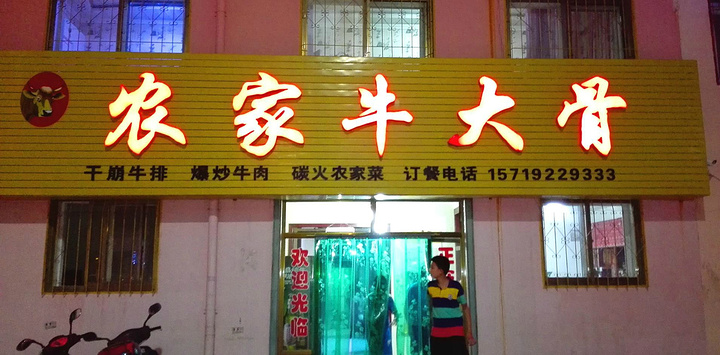 农家牛大骨
干崩牛排 爆炒牛肉 碳火农家菜 订餐电话 15719229333
欢迎光临
正